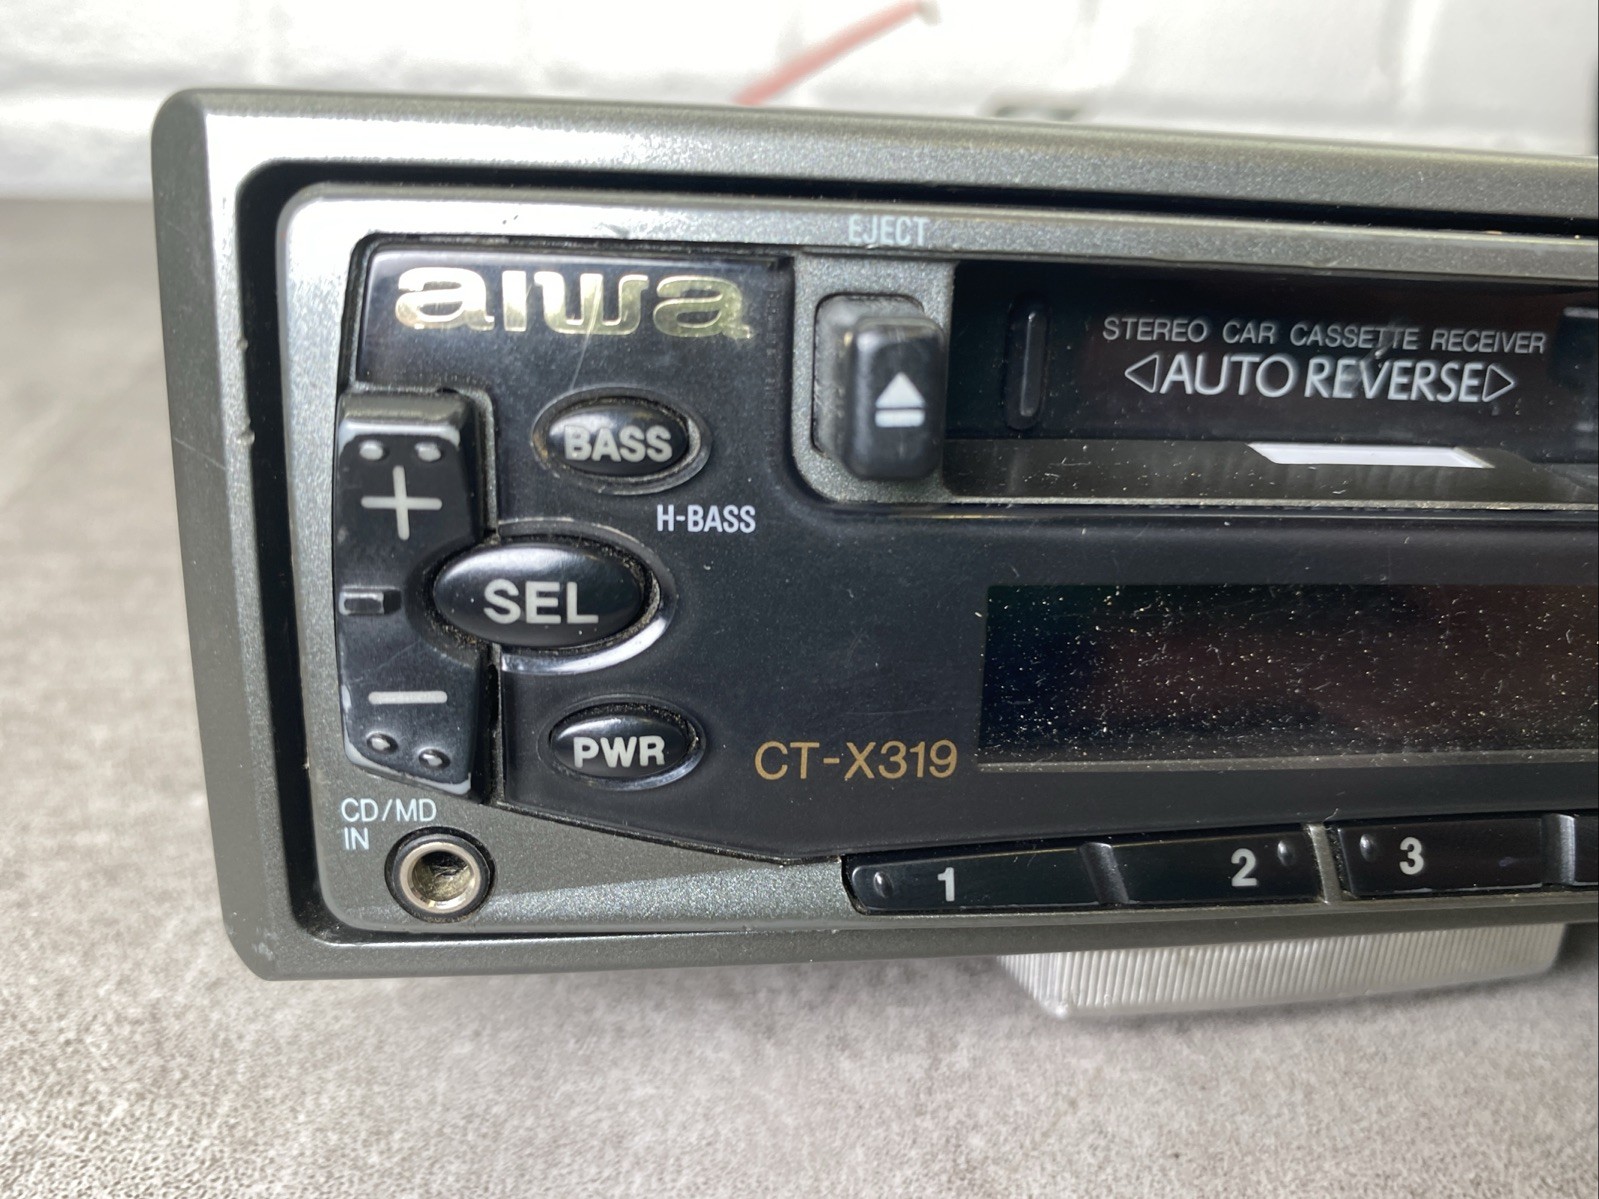 EJECT
aiwa
STEREO CAR CASSETTE RECEIVER
AUTO REVERSE
BASS
H-BASS
+
SEL
−
PWR
CT-X319
CD/MD
IN
1
2
3